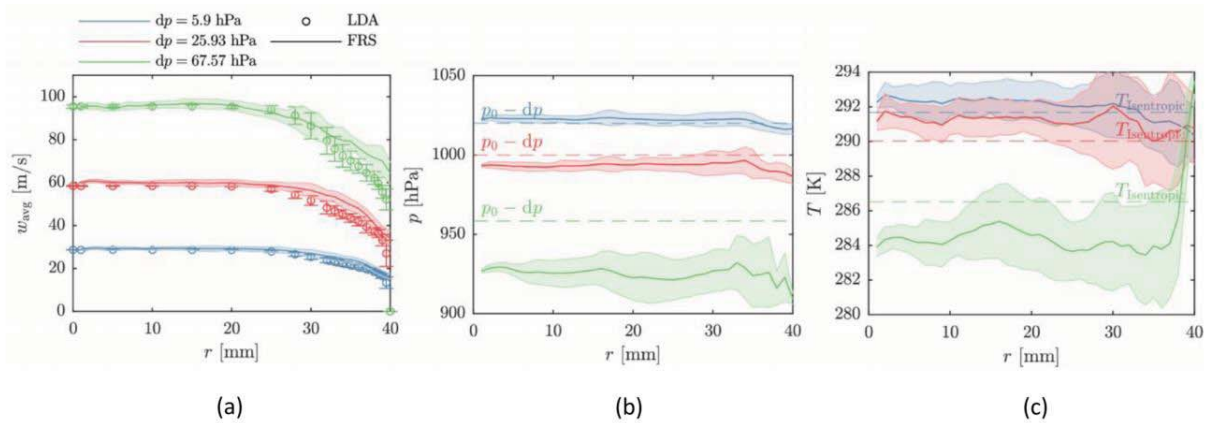 dp = 5.9 hPa
LDA
dp = 25.93 hPa
FRS
dp = 67.57 hPa
100
80
60
40
20
0
w_avg [m/s]
0 10 20 30 40
r [mm]
(a)
1050
1000
950
900
p [hPa]
p₀ − dp
p₀ − dp
p₀ − dp
0 10 20 30 40
r [mm]
(b)
294
292
290
288
286
284
282
280
T [K]
T_Isentropic
T_Isentropic
T_Isentropic
0 10 20 30 40
r [mm]
(c)